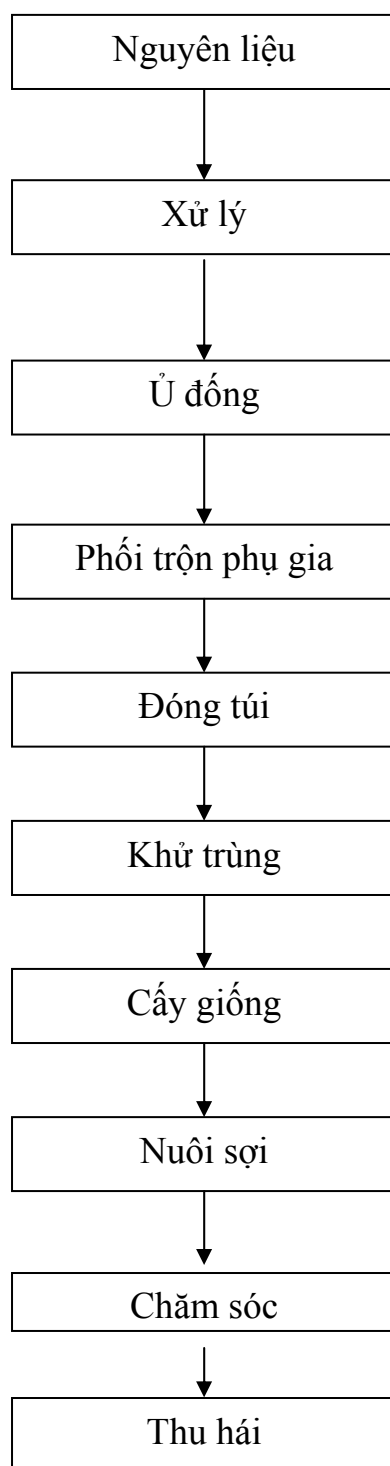 Nguyên liệu
Xử lý
Ủ đống
Phối trộn phụ gia
Đóng túi
Khử trùng
Cấy giống
Nuôi sợi
Chăm sóc
Thu hái